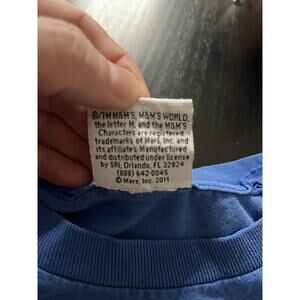 ®/TM M&M'S, M&M'S WORLD,
the letter M, and the M&M'S
Characters are registered
trademarks of Mars, Inc. and
its affiliates. Manufactured
and distributed under license
by SRI, Orlando, FL 32824
(888) 642-0045
© Mars, Inc. 2011